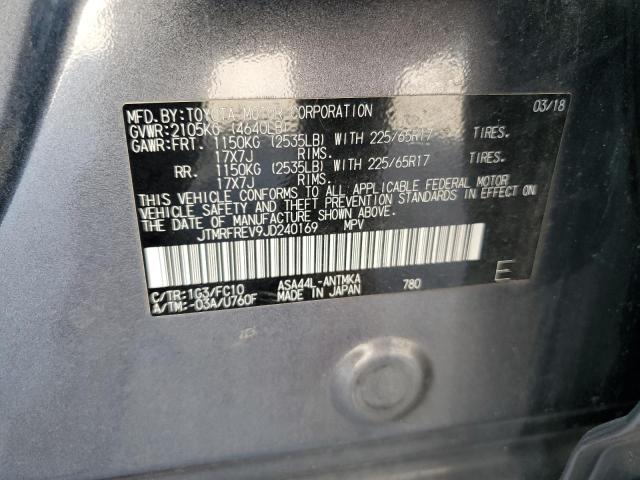 MFD. BY: TOYOTA MOTOR CORPORATION 03/18
GVWR: 2105KG (4640LB)
GAWR: FRT. 1150KG (2535LB) WITH 225/65R17 TIRES.
17X7J RIMS.
RR. 1150KG (2535LB) WITH 225/65R17 TIRES.
17X7J RIMS.
THIS VEHICLE CONFORMS TO ALL APPLICABLE FEDERAL MOTOR
VEHICLE SAFETY AND THEFT PREVENTION STANDARDS IN EFFECT ON
THE DATE OF MANUFACTURE SHOWN ABOVE.
JTMRFREV9JD240169 MPV
C/TR: 1G3/FC10 ASA44L-ANTMKA 780 E
A/TM: -03A/U760F MADE IN JAPAN